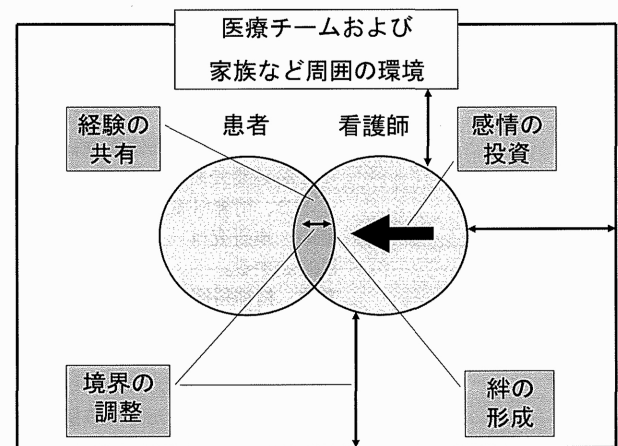 医療チームおよび
家族など周囲の環境
経験の
共有
患者
看護師
感情の
投資
境界の
調整
絆の
形成